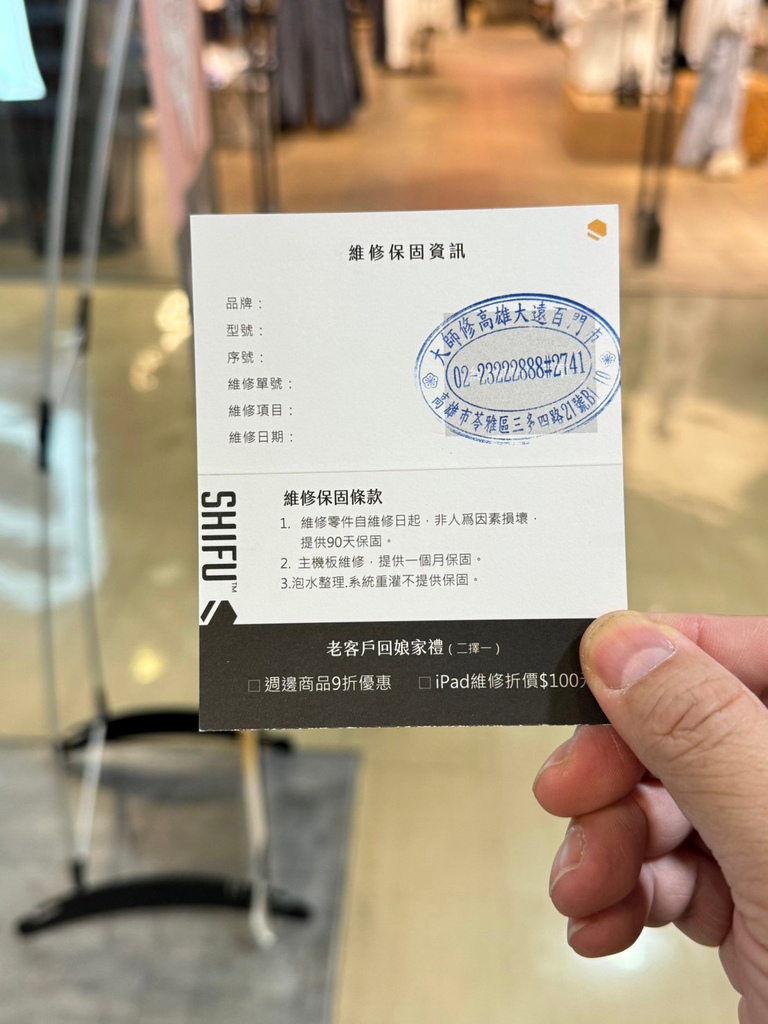 維修保固資訊
品牌：
型號：
序號：
維修單號：
維修項目：
維修日期：
大師修高雄大遠百門市
02-23222888#2741
高雄市苓雅區三多四路21號B1
維修保固條款
1. 維修零件自維修日起，非人為因素損壞，
提供90天保固。
2. 主機板維修，提供一個月保固。
3.泡水整理.系統重灌不提供保固。
SHIFU™
老客戶回娘家禮（二擇一）
□ 週邊商品9折優惠 □ iPad維修折價$100